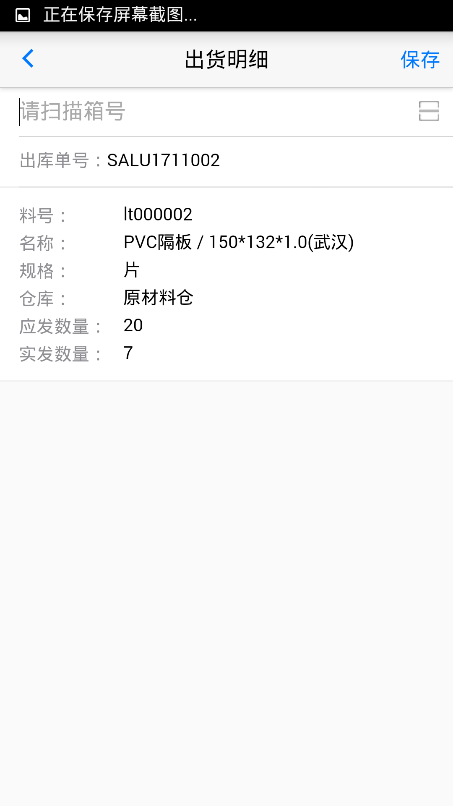 正在保存屏幕截图...
出货明细
保存
请扫描箱号
出库单号：SALU1711002
料号： lt000002
名称： PVC隔板 / 150*132*1.0(武汉)
规格： 片
仓库： 原材料仓
应发数量： 20
实发数量： 7